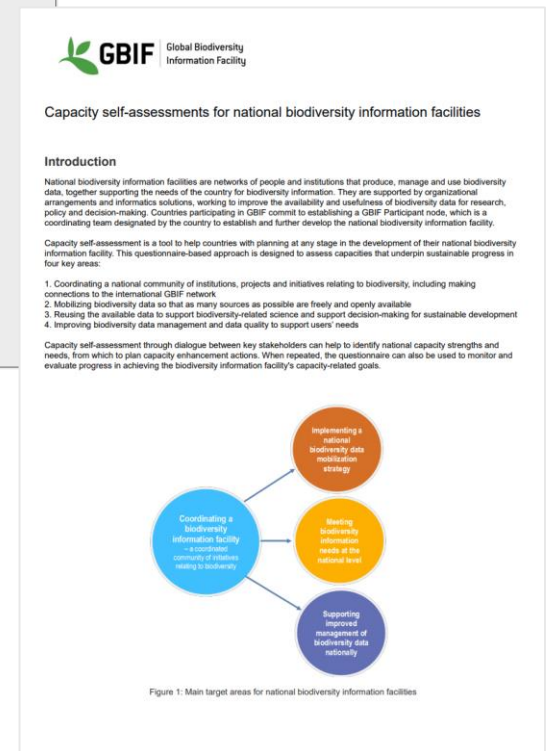 GBIF
Global Biodiversity
Information Facility
Capacity self-assessments for national biodiversity information facilities
Introduction
National biodiversity information facilities are networks of people and institutions that produce, manage and use biodiversity
data, together supporting the needs of the country for biodiversity information. They are supported by organizational
arrangements and informatics solutions, working to improve the availability and usefulness of biodiversity data for research,
policy and decision-making. Countries participating in GBIF commit to establishing a GBIF Participant node, which is a
coordinating team designated by the country to establish and further develop the national biodiversity information facility.
Capacity self-assessment is a tool to help countries with planning at any stage in the development of their national biodiversity
information facility. This questionnaire-based approach is designed to assess capacities that underpin sustainable progress in
four key areas:
1. Coordinating a national community of institutions, projects and initiatives relating to biodiversity, including making
connections to the international GBIF network
2. Mobilizing biodiversity data so that as many sources as possible are freely and openly available
3. Reusing the available data to support biodiversity-related science and support decision-making for sustainable development
4. Improving biodiversity data management and data quality to support users' needs
Capacity self-assessment through dialogue between key stakeholders can help to identify national capacity strengths and
needs, from which to plan capacity enhancement actions. When repeated, the questionnaire can also be used to monitor and
evaluate progress in achieving the biodiversity information facility's capacity-related goals.
Implementing a
national
biodiversity data
mobilization
strategy
Coordinating a
biodiversity
information facility
– a coordinated
community of initiatives
relating to biodiversity
Meeting
biodiversity
information
needs at the
national level
Supporting
improved
management of
biodiversity data
nationally
Figure 1: Main target areas for national biodiversity information facilities